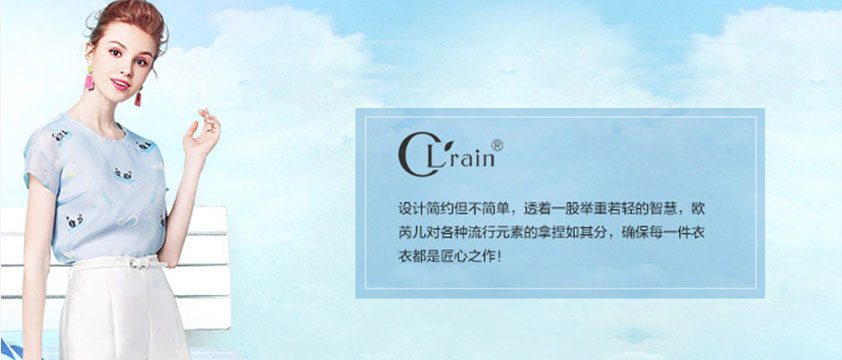 CL'rain®
设计简约但不简单，透着一股举重若轻的智慧，欧
芮儿对各种流行元素的拿捏如其分，确保每一件衣
衣都是匠心之作！